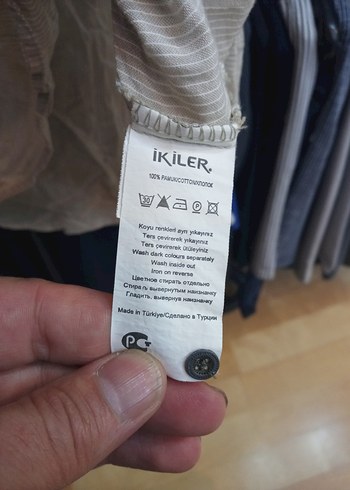 İKİLER.
100% PAMUK/COTTON/ХЛОПОК
30 P
Koyu renkleri ayrı yıkayınız
Ters çevirerek yıkayınız
Ters çevirerek ütüleyiniz
Wash dark colours separately
Wash inside out
Iron on reverse
Цветное стирать отдельно
Стирать вывернутым наизнанку
Гладить, вывернув наизнанку
Made in Türkiye/Сделано в Турции